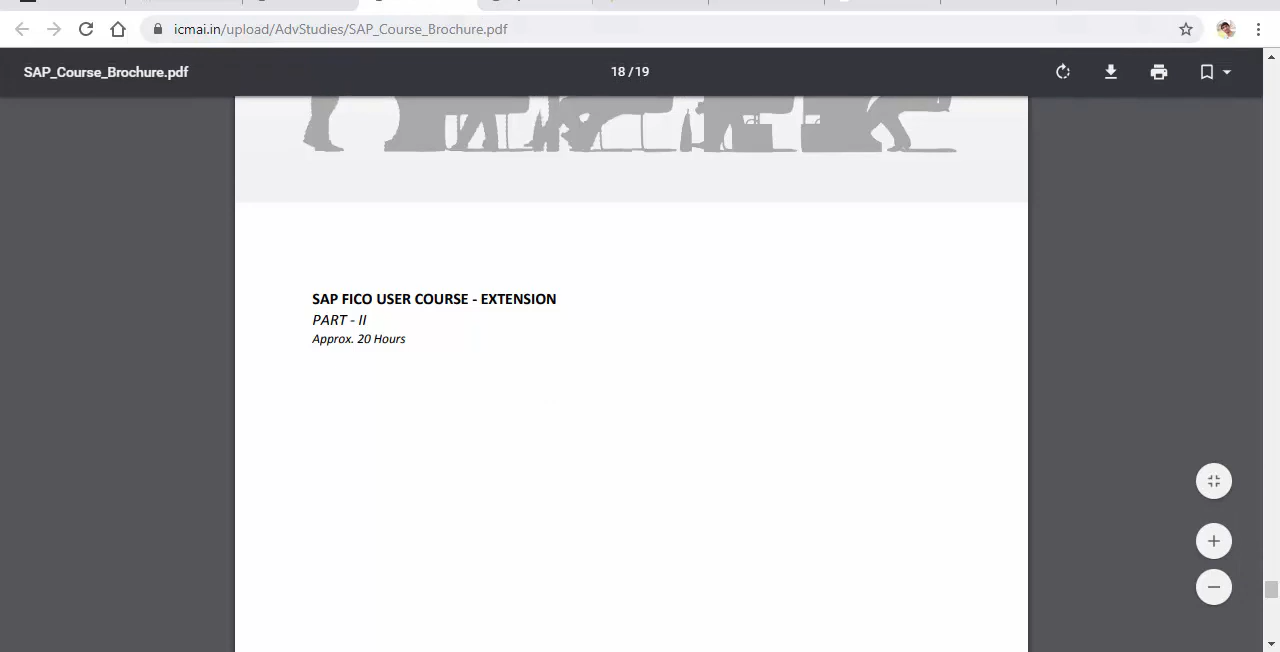 icmai.in/upload/AdvStudies/SAP_Course_Brochure.pdf
SAP_Course_Brochure.pdf
18 / 19
SAP FICO USER COURSE - EXTENSION
PART - II
Approx. 20 Hours